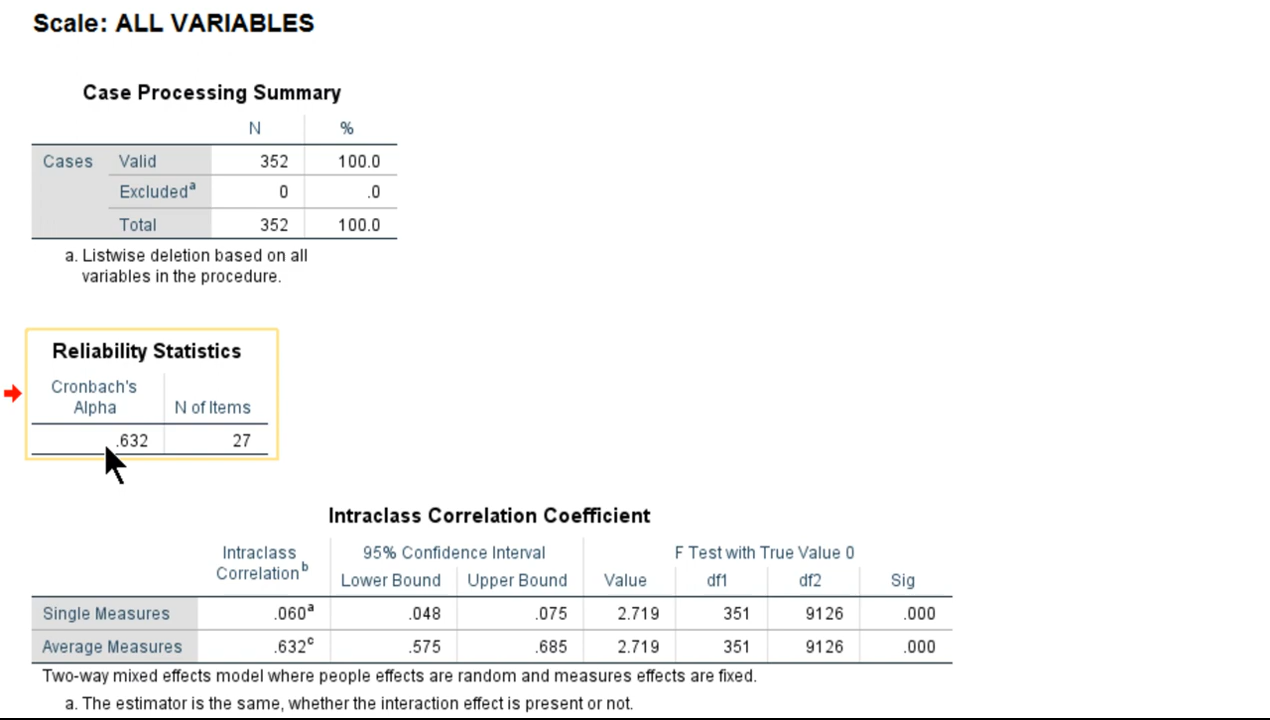 Scale: ALL VARIABLES
Case Processing Summary
N %
Cases Valid 352 100.0
Excludedᵃ 0 .0
Total 352 100.0
a. Listwise deletion based on all
variables in the procedure.
Reliability Statistics
Cronbach's
Alpha N of Items
.632 27
Intraclass Correlation Coefficient
Intraclass
Correlationᵇ 95% Confidence Interval F Test with True Value 0
Lower Bound Upper Bound Value df1 df2 Sig
Single Measures .060ᵃ .048 .075 2.719 351 9126 .000
Average Measures .632ᶜ .575 .685 2.719 351 9126 .000
Two-way mixed effects model where people effects are random and measures effects are fixed.
a. The estimator is the same, whether the interaction effect is present or not.